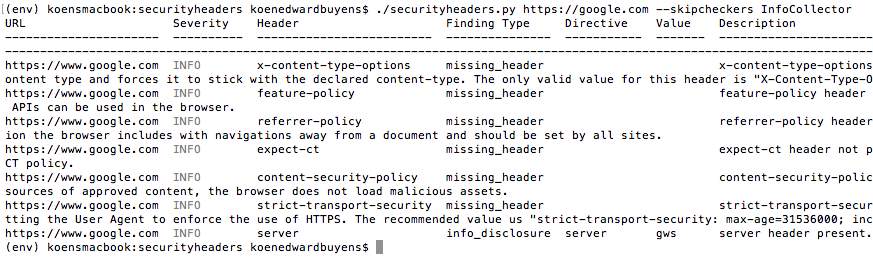 (env) koensmacbook:securityheaders koenedwardbuyens$ ./securityheaders.py https://google.com --skipcheckers InfoCollector
URL Severity Header Finding Type Directive Value Description
https://www.google.com INFO x-content-type-options missing_header x-content-type-options
ontent type and forces it to stick with the declared content-type. The only valid value for this header is "X-Content-Type-O
https://www.google.com INFO feature-policy missing_header feature-policy header
APIs can be used in the browser.
https://www.google.com INFO referrer-policy missing_header referrer-policy header
ion the browser includes with navigations away from a document and should be set by all sites.
https://www.google.com INFO expect-ct missing_header expect-ct header not p
CT policy.
https://www.google.com INFO content-security-policy missing_header content-security-polic
sources of approved content, the browser does not load malicious assets.
https://www.google.com INFO strict-transport-security missing_header strict-transport-secur
tting the User Agent to enforce the use of HTTPS. The recommended value us "strict-transport-security: max-age=31536000; inc
https://www.google.com INFO server info_disclosure server gws server header present.
(env) koensmacbook:securityheaders koenedwardbuyens$